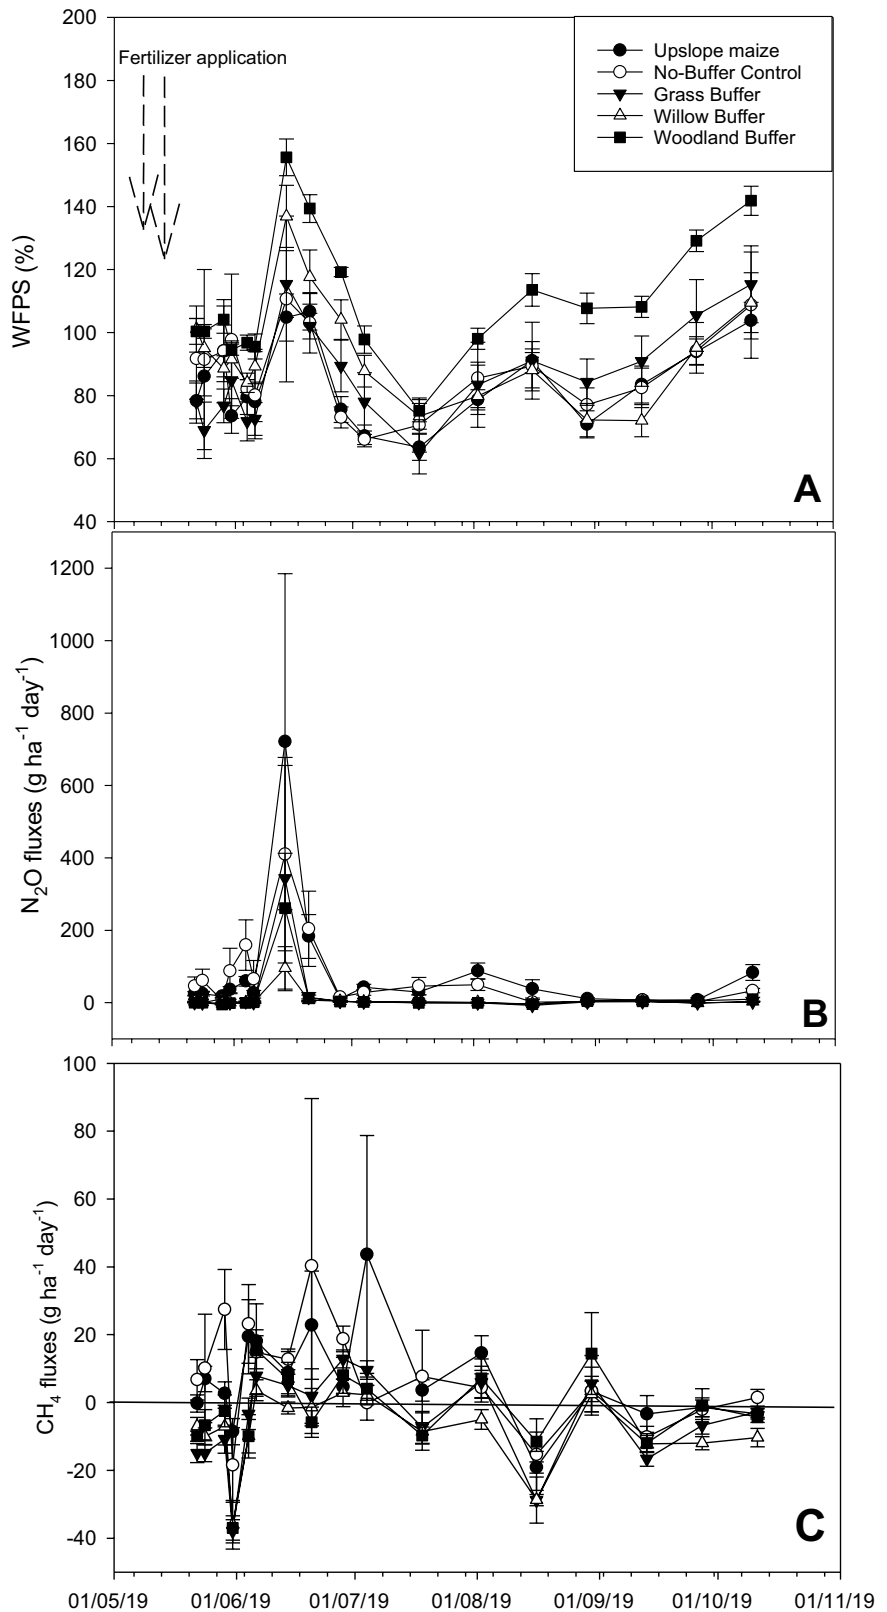 200
180
160
140
120
100
80
60
40
WFPS (%)
Fertilizer application
Upslope maize
No-Buffer Control
Grass Buffer
Willow Buffer
Woodland Buffer
A
1200
1000
800
600
400
200
0
N₂O fluxes (g ha⁻¹ day⁻¹)
B
100
80
60
40
20
0
-20
-40
CH₄ fluxes (g ha⁻¹ day⁻¹)
C
01/05/19 01/06/19 01/07/19 01/08/19 01/09/19 01/10/19 01/11/19